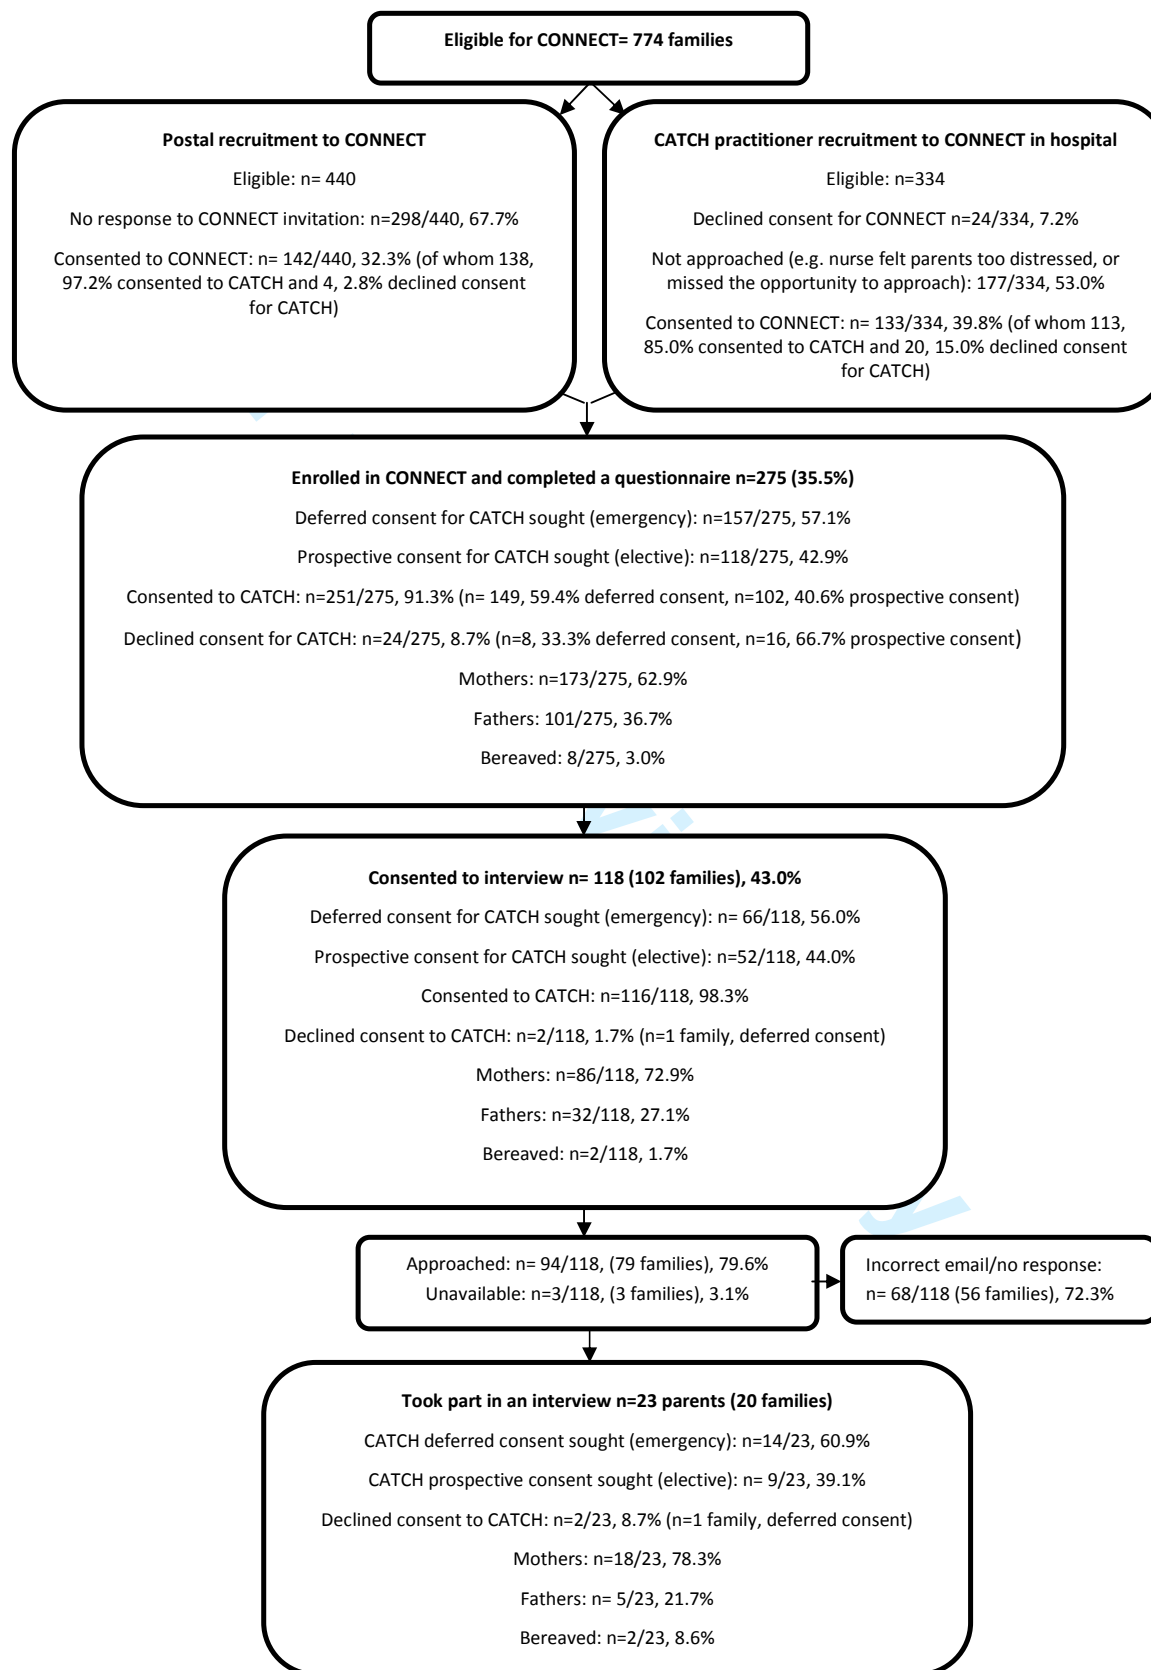 Eligible for CONNECT= 774 families
Postal recruitment to CONNECT
Eligible: n= 440
No response to CONNECT invitation: n=298/440, 67.7%
Consented to CONNECT: n= 142/440, 32.3% (of whom 138,
97.2% consented to CATCH and 4, 2.8% declined consent
for CATCH)
CATCH practitioner recruitment to CONNECT in hospital
Eligible: n=334
Declined consent for CONNECT n=24/334, 7.2%
Not approached (e.g. nurse felt parents too distressed, or
missed the opportunity to approach): 177/334, 53.0%
Consented to CONNECT: n= 133/334, 39.8% (of whom 113,
85.0% consented to CATCH and 20, 15.0% declined consent
for CATCH)
Enrolled in CONNECT and completed a questionnaire n=275 (35.5%)
Deferred consent for CATCH sought (emergency): n=157/275, 57.1%
Prospective consent for CATCH sought (elective): n=118/275, 42.9%
Consented to CATCH: n=251/275, 91.3% (n= 149, 59.4% deferred consent, n=102, 40.6% prospective consent)
Declined consent for CATCH: n=24/275, 8.7% (n=8, 33.3% deferred consent, n=16, 66.7% prospective consent)
Mothers: n=173/275, 62.9%
Fathers: 101/275, 36.7%
Bereaved: 8/275, 3.0%
Consented to interview n= 118 (102 families), 43.0%
Deferred consent for CATCH sought (emergency): n= 66/118, 56.0%
Prospective consent for CATCH sought (elective): n=52/118, 44.0%
Consented to CATCH: n=116/118, 98.3%
Declined consent to CATCH: n=2/118, 1.7% (n=1 family, deferred consent)
Mothers: n=86/118, 72.9%
Fathers: n=32/118, 27.1%
Bereaved: n=2/118, 1.7%
Approached: n= 94/118, (79 families), 79.6%
Unavailable: n=3/118, (3 families), 3.1%
Incorrect email/no response:
n= 68/118 (56 families), 72.3%
Took part in an interview n=23 parents (20 families)
CATCH deferred consent sought (emergency): n=14/23, 60.9%
CATCH prospective consent sought (elective): n= 9/23, 39.1%
Declined consent to CATCH: n=2/23, 8.7% (n=1 family, deferred consent)
Mothers: n=18/23, 78.3%
Fathers: n= 5/23, 21.7%
Bereaved: n=2/23, 8.6%